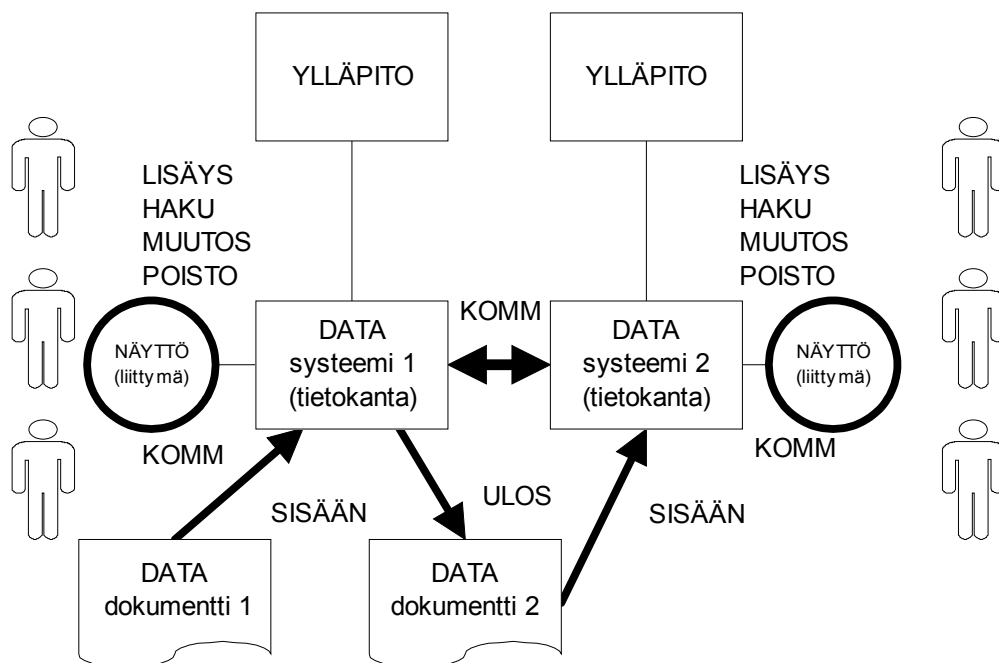 YLLÄPITO
YLLÄPITO
LISÄYS
HAKU
MUUTOS
POISTO
LISÄYS
HAKU
MUUTOS
POISTO
NÄYTTÖ
(liittymä)
DATA
systeemi 1
(tietokanta)
KOMM
DATA
systeemi 2
(tietokanta)
NÄYTTÖ
(liittymä)
KOMM
KOMM
SISÄÄN
ULOS
SISÄÄN
DATA
dokumentti 1
DATA
dokumentti 2